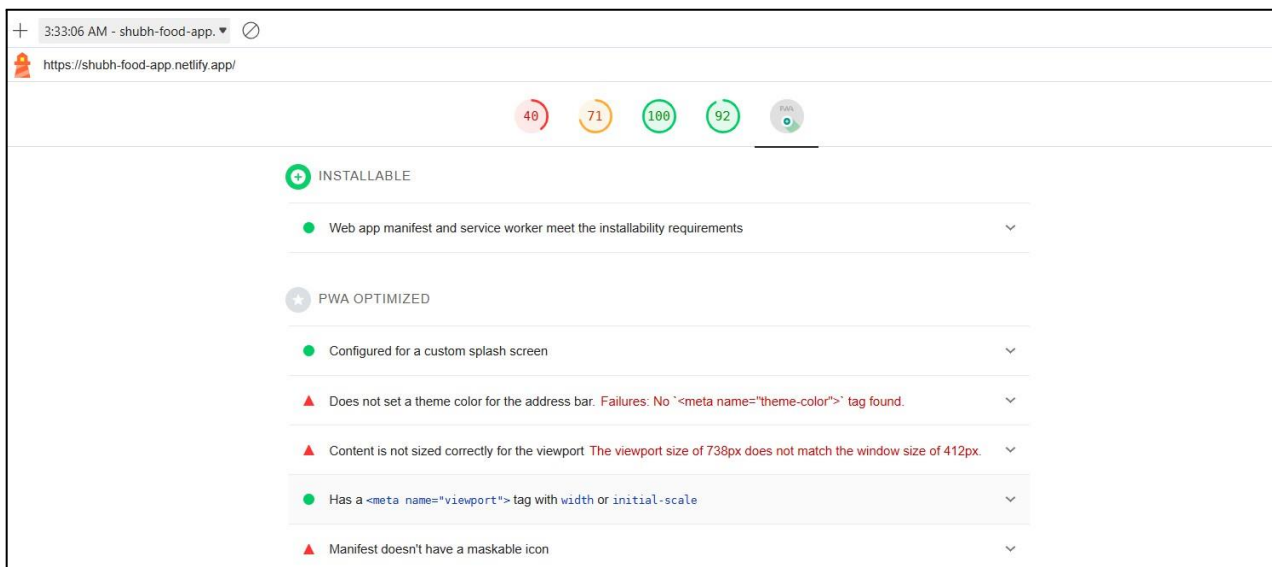 3:33:06 AM - shubh-food-app.
https://shubh-food-app.netlify.app/
40 71 100 92 PWA
INSTALLABLE
Web app manifest and service worker meet the installability requirements
PWA OPTIMIZED
Configured for a custom splash screen
Does not set a theme color for the address bar. Failures: No `<meta name="theme-color">` tag found.
Content is not sized correctly for the viewport The viewport size of 738px does not match the window size of 412px.
Has a <meta name="viewport"> tag with width or initial-scale
Manifest doesn't have a maskable icon